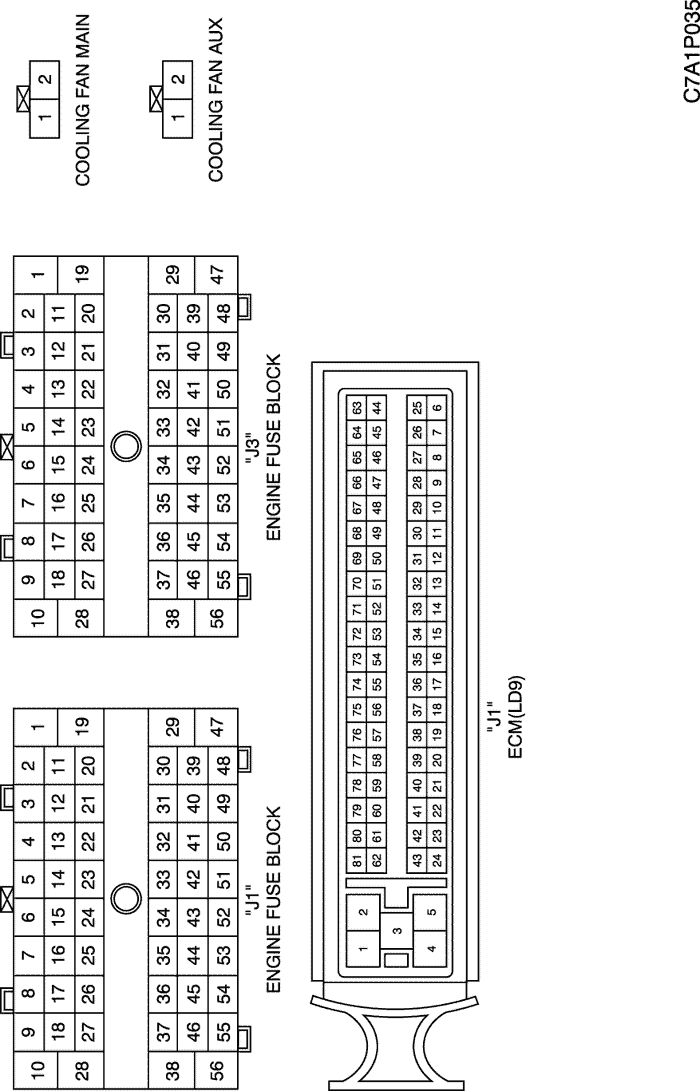 10 9 8 7 6 5 4 3 2 1
18 17 16 15 14 13 12 11
28 27 26 25 24 23 22 21 20 19
38 37 36 35 34 33 32 31 30 29
46 45 44 43 42 41 40 39
56 55 54 53 52 51 50 49 48 47
"J1"
ENGINE FUSE BLOCK
10 9 8 7 6 5 4 3 2 1
18 17 16 15 14 13 12 11
28 27 26 25 24 23 22 21 20 19
38 37 36 35 34 33 32 31 30 29
46 45 44 43 42 41 40 39
56 55 54 53 52 51 50 49 48 47
"J3"
ENGINE FUSE BLOCK
1 2
COOLING FAN MAIN
1 2
COOLING FAN AUX
1 2
3
4 5
81 80 79 78 77 76 75 74 73 72 71 70 69 68 67 66 65 64 63
62 61 60 59 58 57 56 55 54 53 52 51 50 49 48 47 46 45 44
43 42 41 40 39 38 37 36 35 34 33 32 31 30 29 28 27 26 25
24 23 22 21 20 19 18 17 16 15 14 13 12 11 10 9 8 7 6
"J1"
ECM(LD9)
C7A1P035